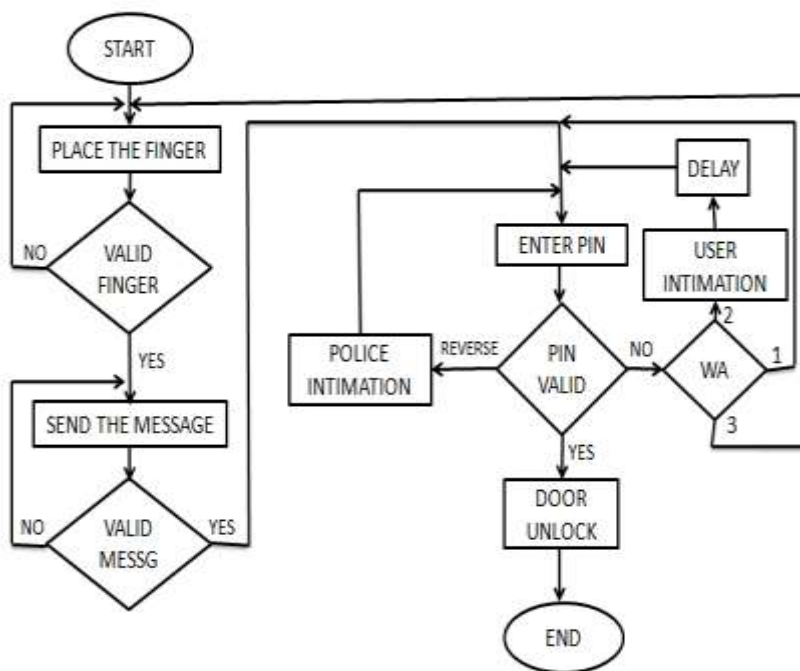 START
PLACE THE FINGER
NO
VALID
FINGER
YES
SEND THE MESSAGE
NO
VALID
MESSG
YES
DELAY
ENTER PIN
USER
INTIMATION
POLICE
INTIMATION
REVERSE
PIN
VALID
NO
WA
2
1
3
YES
DOOR
UNLOCK
END